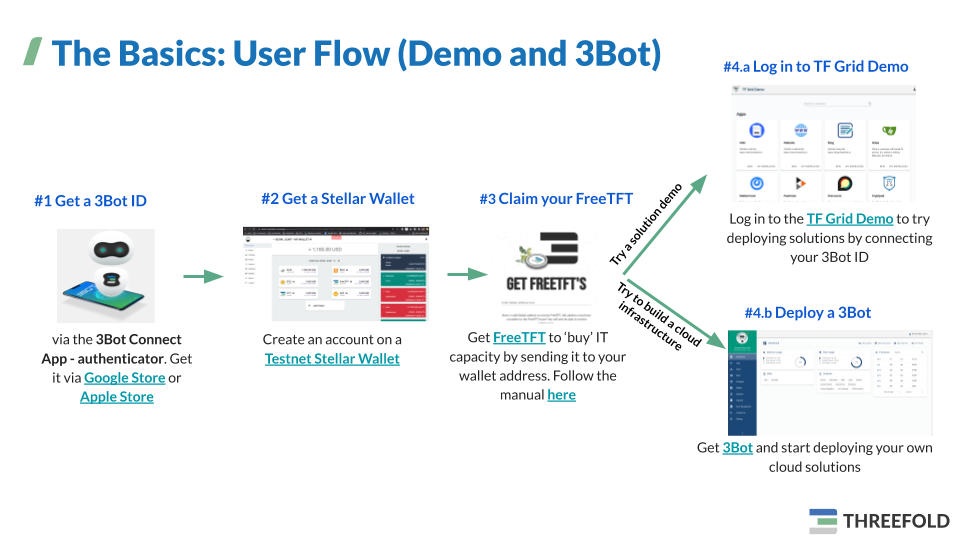 The Basics: User Flow (Demo and 3Bot)
#1 Get a 3Bot ID
via the 3Bot Connect
App - authenticator. Get
it via Google Store or
Apple Store
#2 Get a Stellar Wallet
Create an account on a
Testnet Stellar Wallet
#3 Claim your FreeTFT
GET FREETFT'S
Get FreeTFT to ‘buy’ IT
capacity by sending it to your
wallet address. Follow the
manual here
Try a solution demo
#4.a Log in to TF Grid Demo
TF Grid Demo
Apps
Log in to the TF Grid Demo to try
deploying solutions by connecting
your 3Bot ID
Try to build a cloud
infrastructure
#4.b Deploy a 3Bot
Get 3Bot and start deploying your own
cloud solutions
THREEFOLD